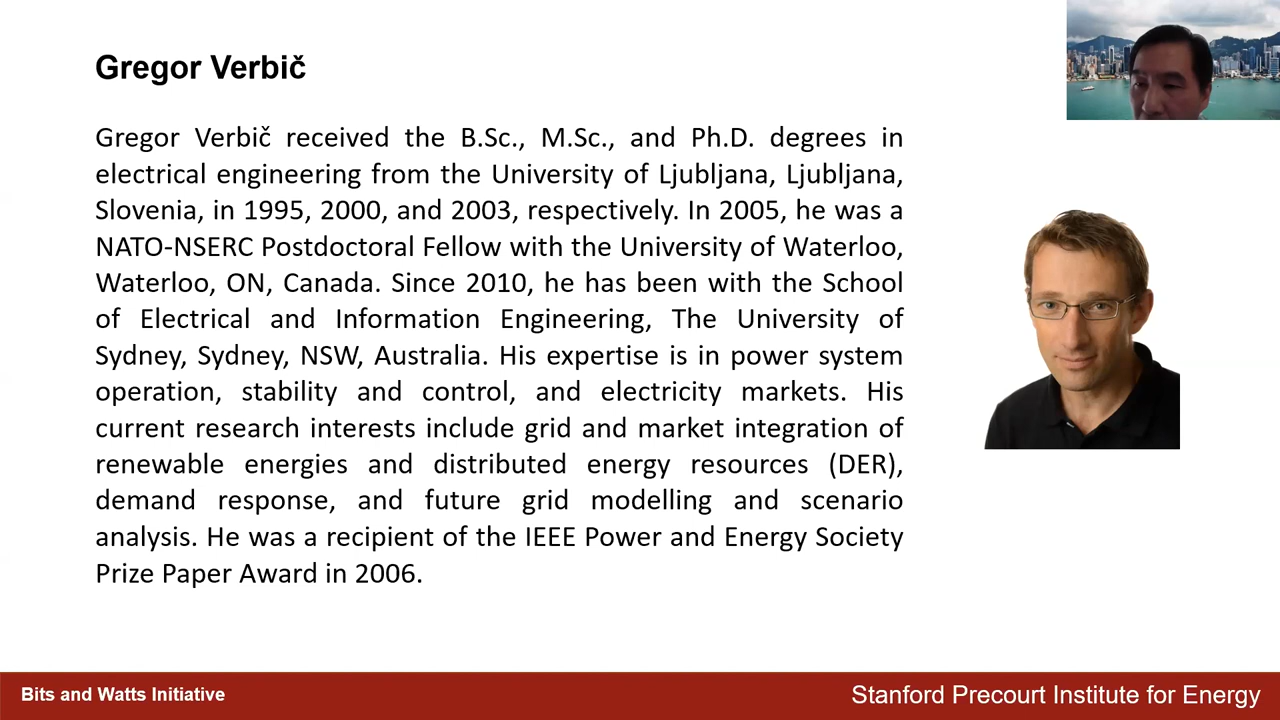 Gregor Verbič
Gregor Verbič received the B.Sc., M.Sc., and Ph.D. degrees in
electrical engineering from the University of Ljubljana, Ljubljana,
Slovenia, in 1995, 2000, and 2003, respectively. In 2005, he was a
NATO-NSERC Postdoctoral Fellow with the University of Waterloo,
Waterloo, ON, Canada. Since 2010, he has been with the School
of Electrical and Information Engineering, The University of
Sydney, Sydney, NSW, Australia. His expertise is in power system
operation, stability and control, and electricity markets. His
current research interests include grid and market integration of
renewable energies and distributed energy resources (DER),
demand response, and future grid modelling and scenario
analysis. He was a recipient of the IEEE Power and Energy Society
Prize Paper Award in 2006.
Bits and Watts Initiative
Stanford Precourt Institute for Energy